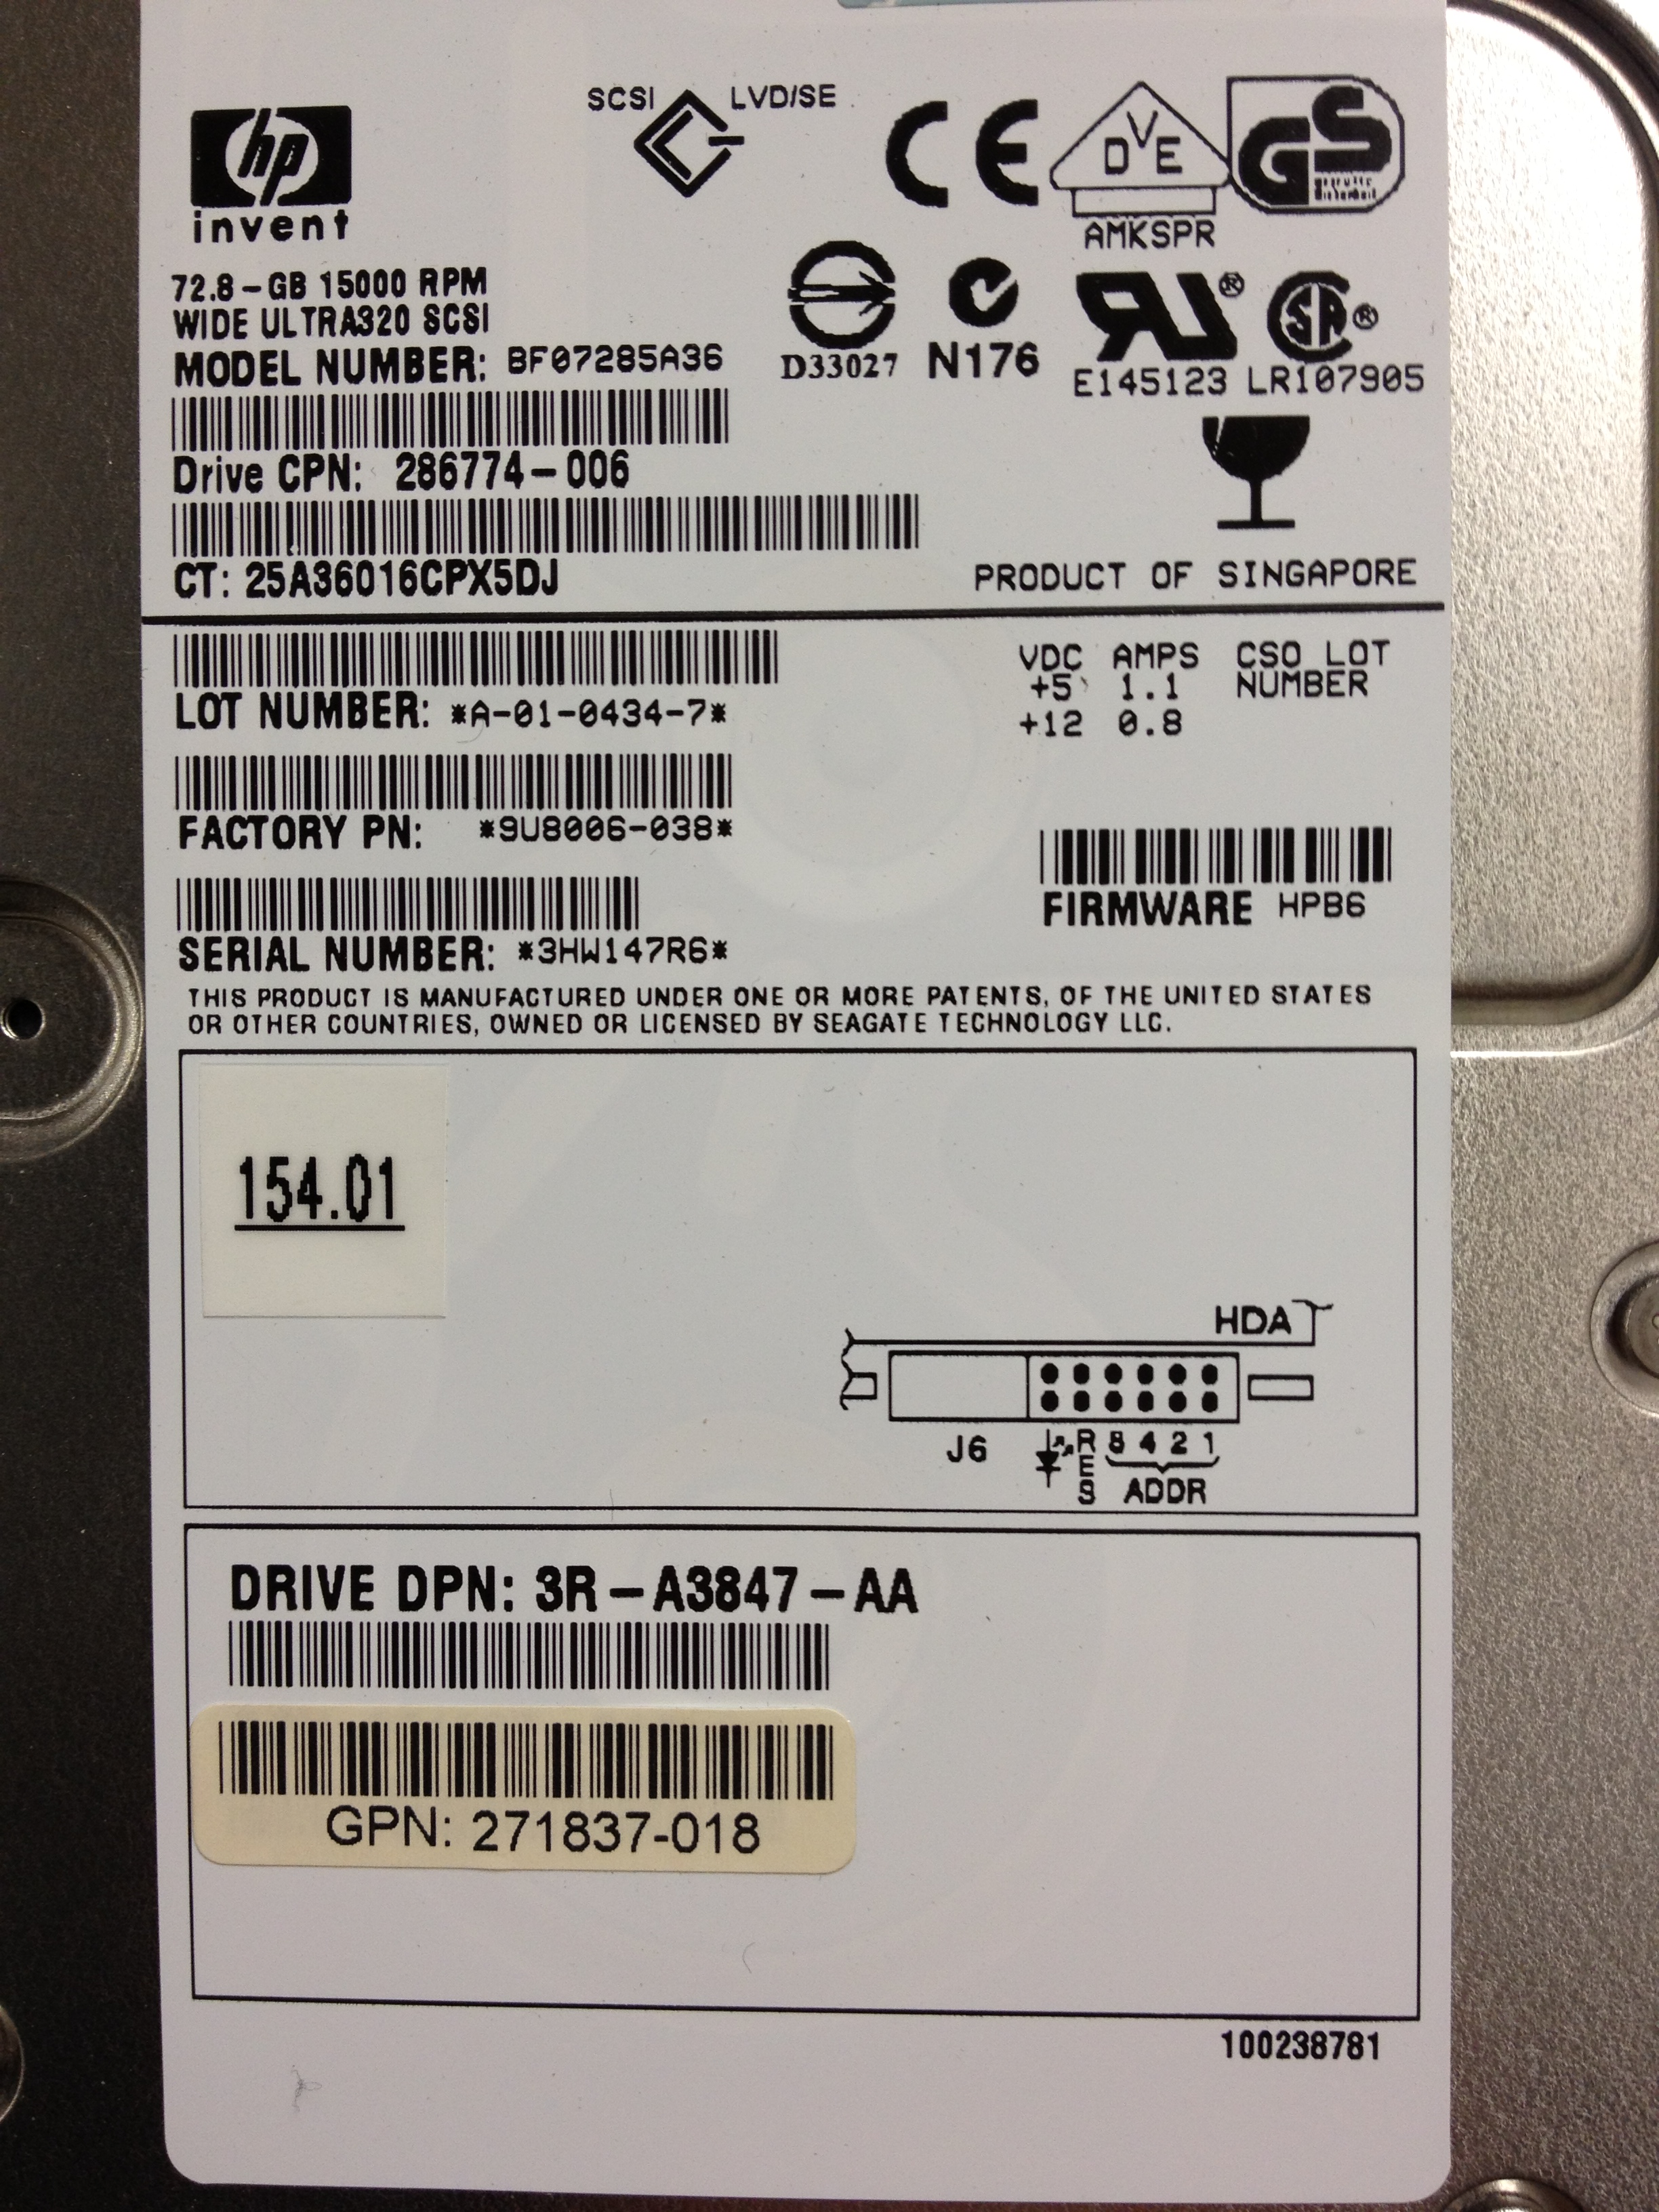 SCSI LVD/SE
hp
invent
CE
DVE
GS
AMKSPR
72.8-GB 15000 RPM
WIDE ULTRA320 SCSI
MODEL NUMBER: BF07285A36
D33027 N176
E145123 LR107905
Drive CPN: 286774-006
CT: 25A36016CPX5DJ
PRODUCT OF SINGAPORE
VDC AMPS CSO LOT
+5 1.1 NUMBER
+12 0.8
LOT NUMBER: *A-01-0434-7*
FACTORY PN: *9U8006-038*
FIRMWARE HPB6
SERIAL NUMBER: *3HW147R6*
THIS PRODUCT IS MANUFACTURED UNDER ONE OR MORE PATENTS, OF THE UNITED STATES
OR OTHER COUNTRIES, OWNED OR LICENSED BY SEAGATE TECHNOLOGY LLC.
154.01
HDA
J6 RES 8 4 2 1
ADDR
DRIVE DPN: 3R-A3847-AA
GPN: 271837-018
100238781